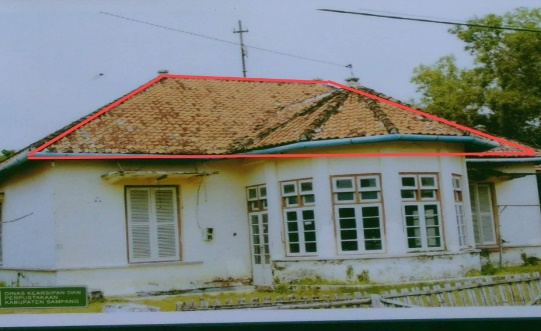 DINAS KEARSIPAN DAN
PERPUSTAKAAN
KABUPATEN SAMPANG